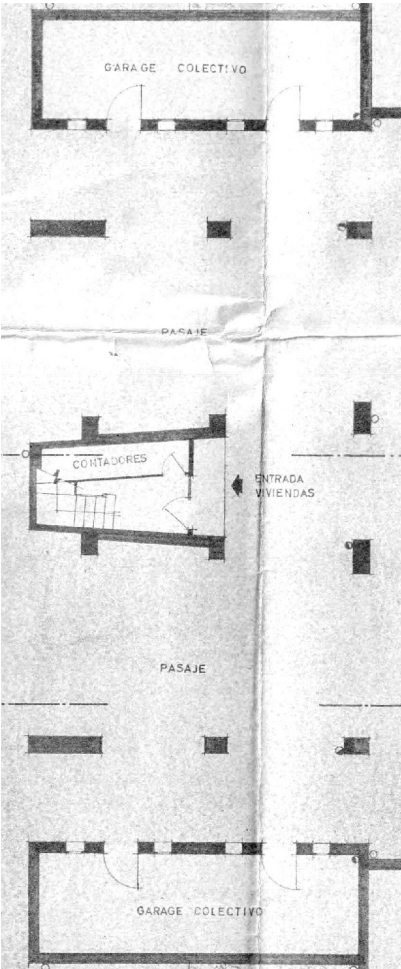 GARAGE COLECTIVO
PASAJE
CONTADORES
ENTRADA
VIVIENDAS
PASAJE
GARAGE COLECTIVO